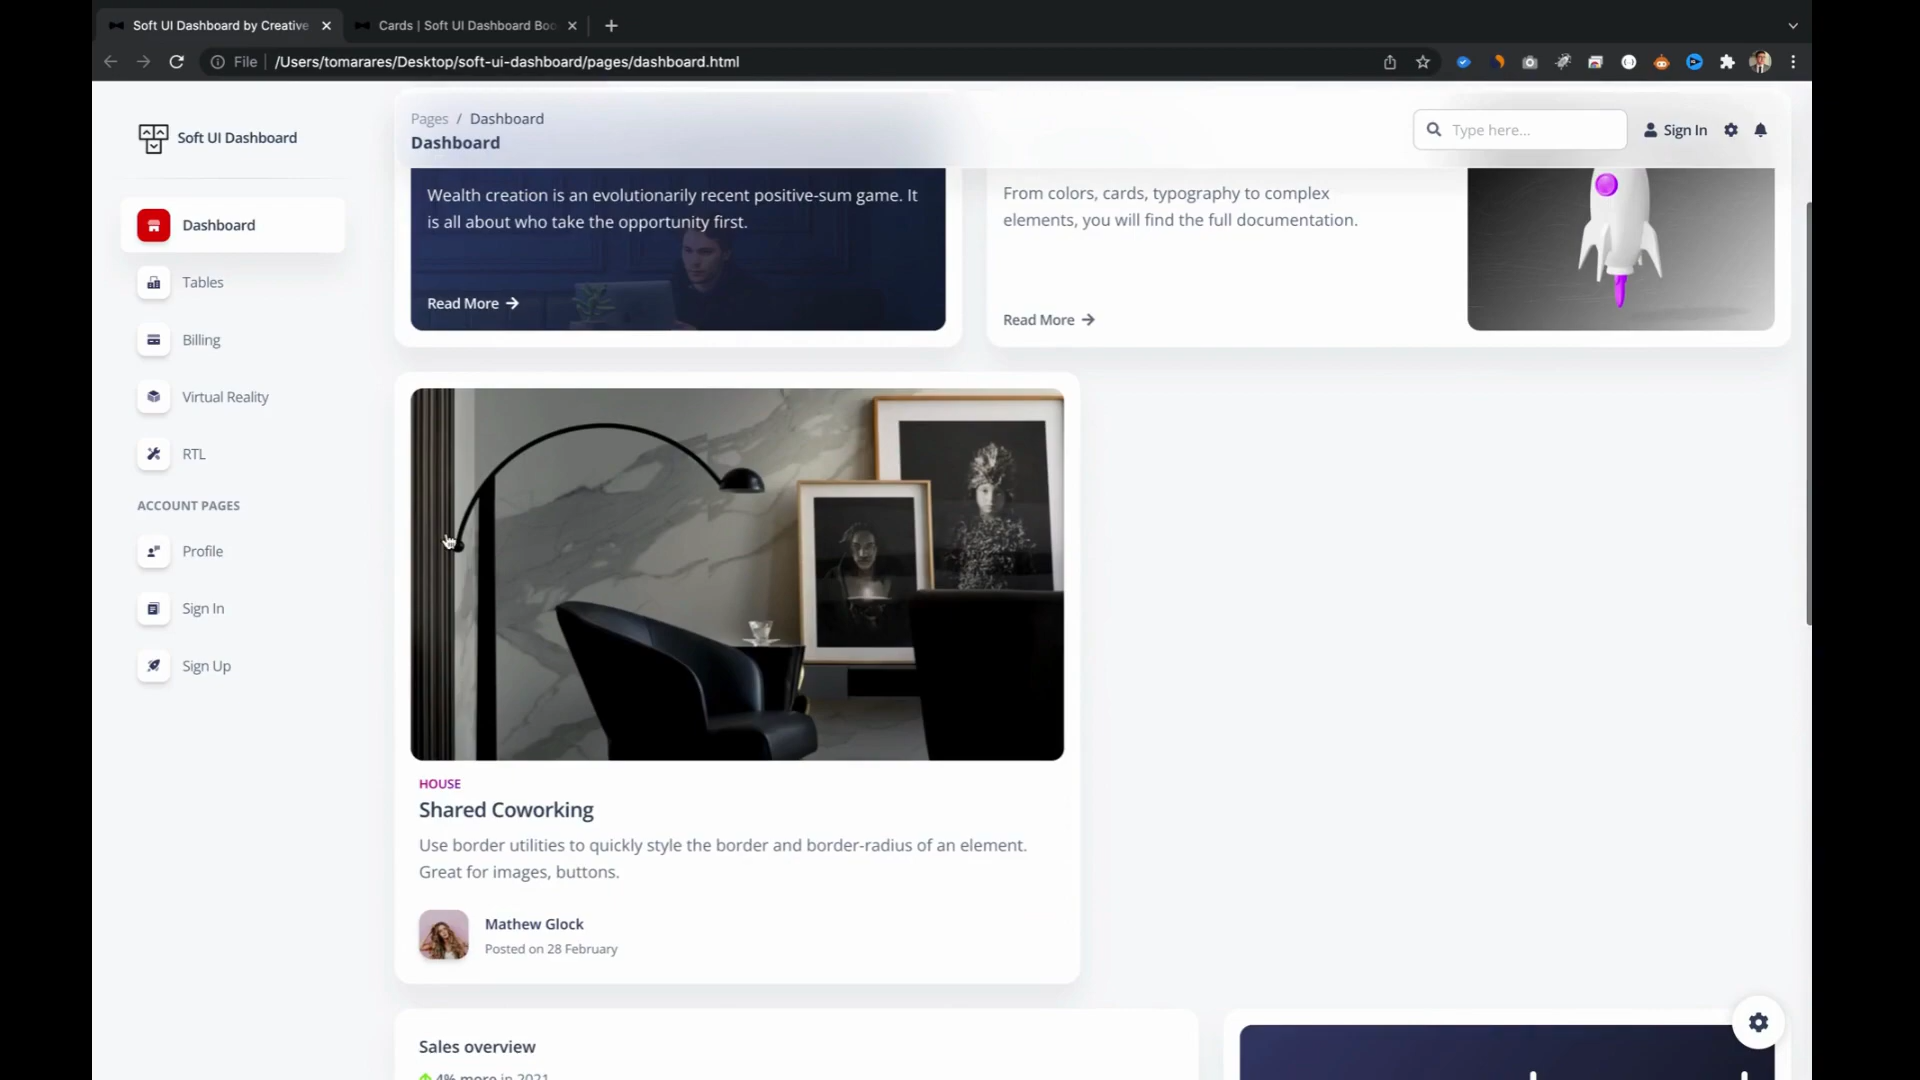 Soft UI Dashboard by Creative
Cards | Soft UI Dashboard Boo
File
/Users/tomarares/Desktop/soft-ui-dashboard/pages/dashboard.html
Soft UI Dashboard
Dashboard
Tables
Billing
Virtual Reality
RTL
ACCOUNT PAGES
Profile
Sign In
Sign Up
Pages / Dashboard
Dashboard
Type here...
Sign In
Wealth creation is an evolutionarily recent positive-sum game. It
is all about who take the opportunity first.
Read More
From colors, cards, typography to complex
elements, you will find the full documentation.
Read More
HOUSE
Shared Coworking
Use border utilities to quickly style the border and border-radius of an element.
Great for images, buttons.
Mathew Glock
Posted on 28 February
Sales overview
4% more in 2021